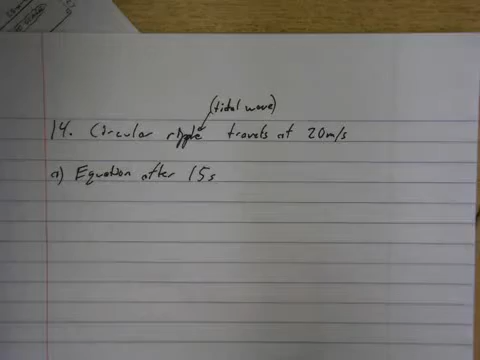 (tidal wave)
14. Circular ripple travels at 20m/s
a) Equation after 15s